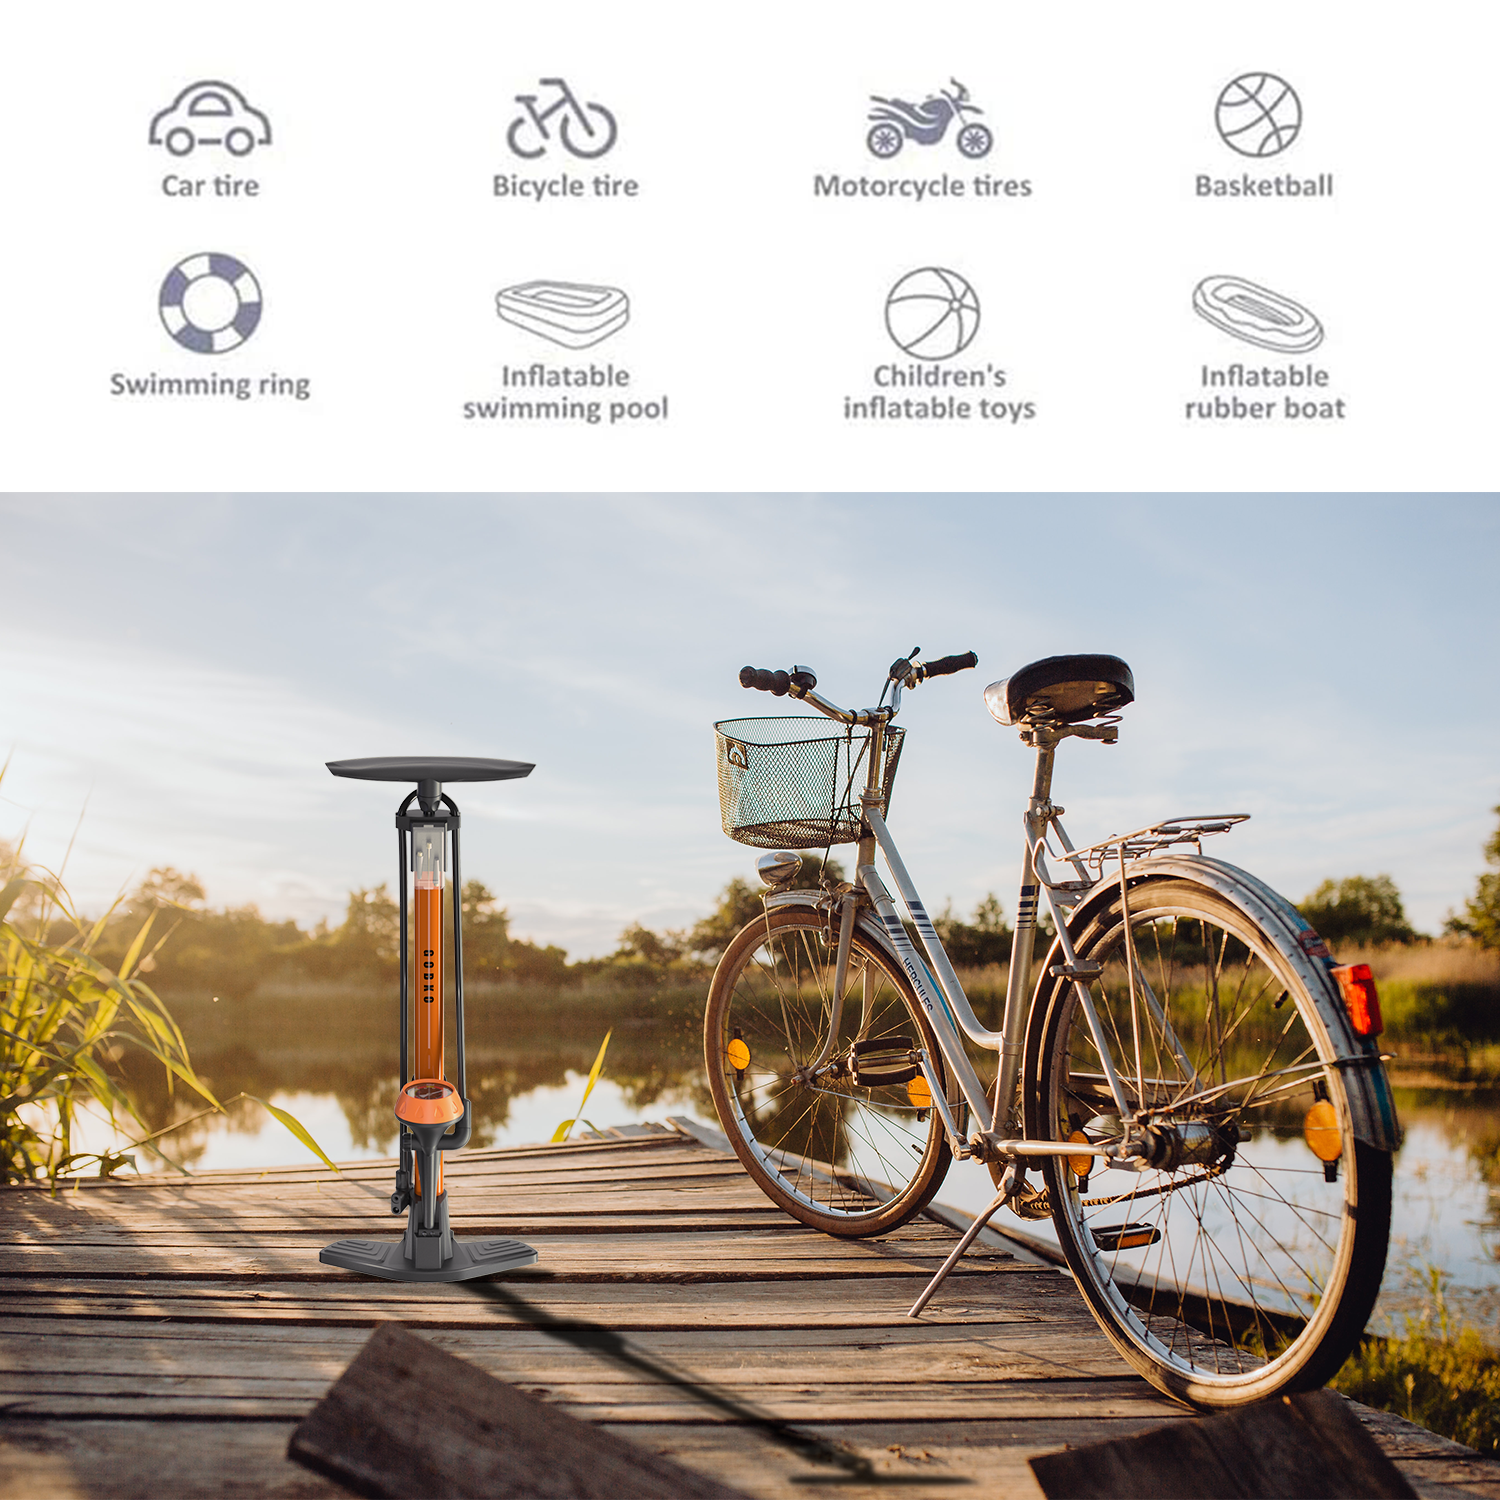 Car tire
Bicycle tire
Motorcycle tires
Basketball
Swimming ring
Inflatable
swimming pool
Children's
inflatable toys
Inflatable
rubber boat
HERCULES